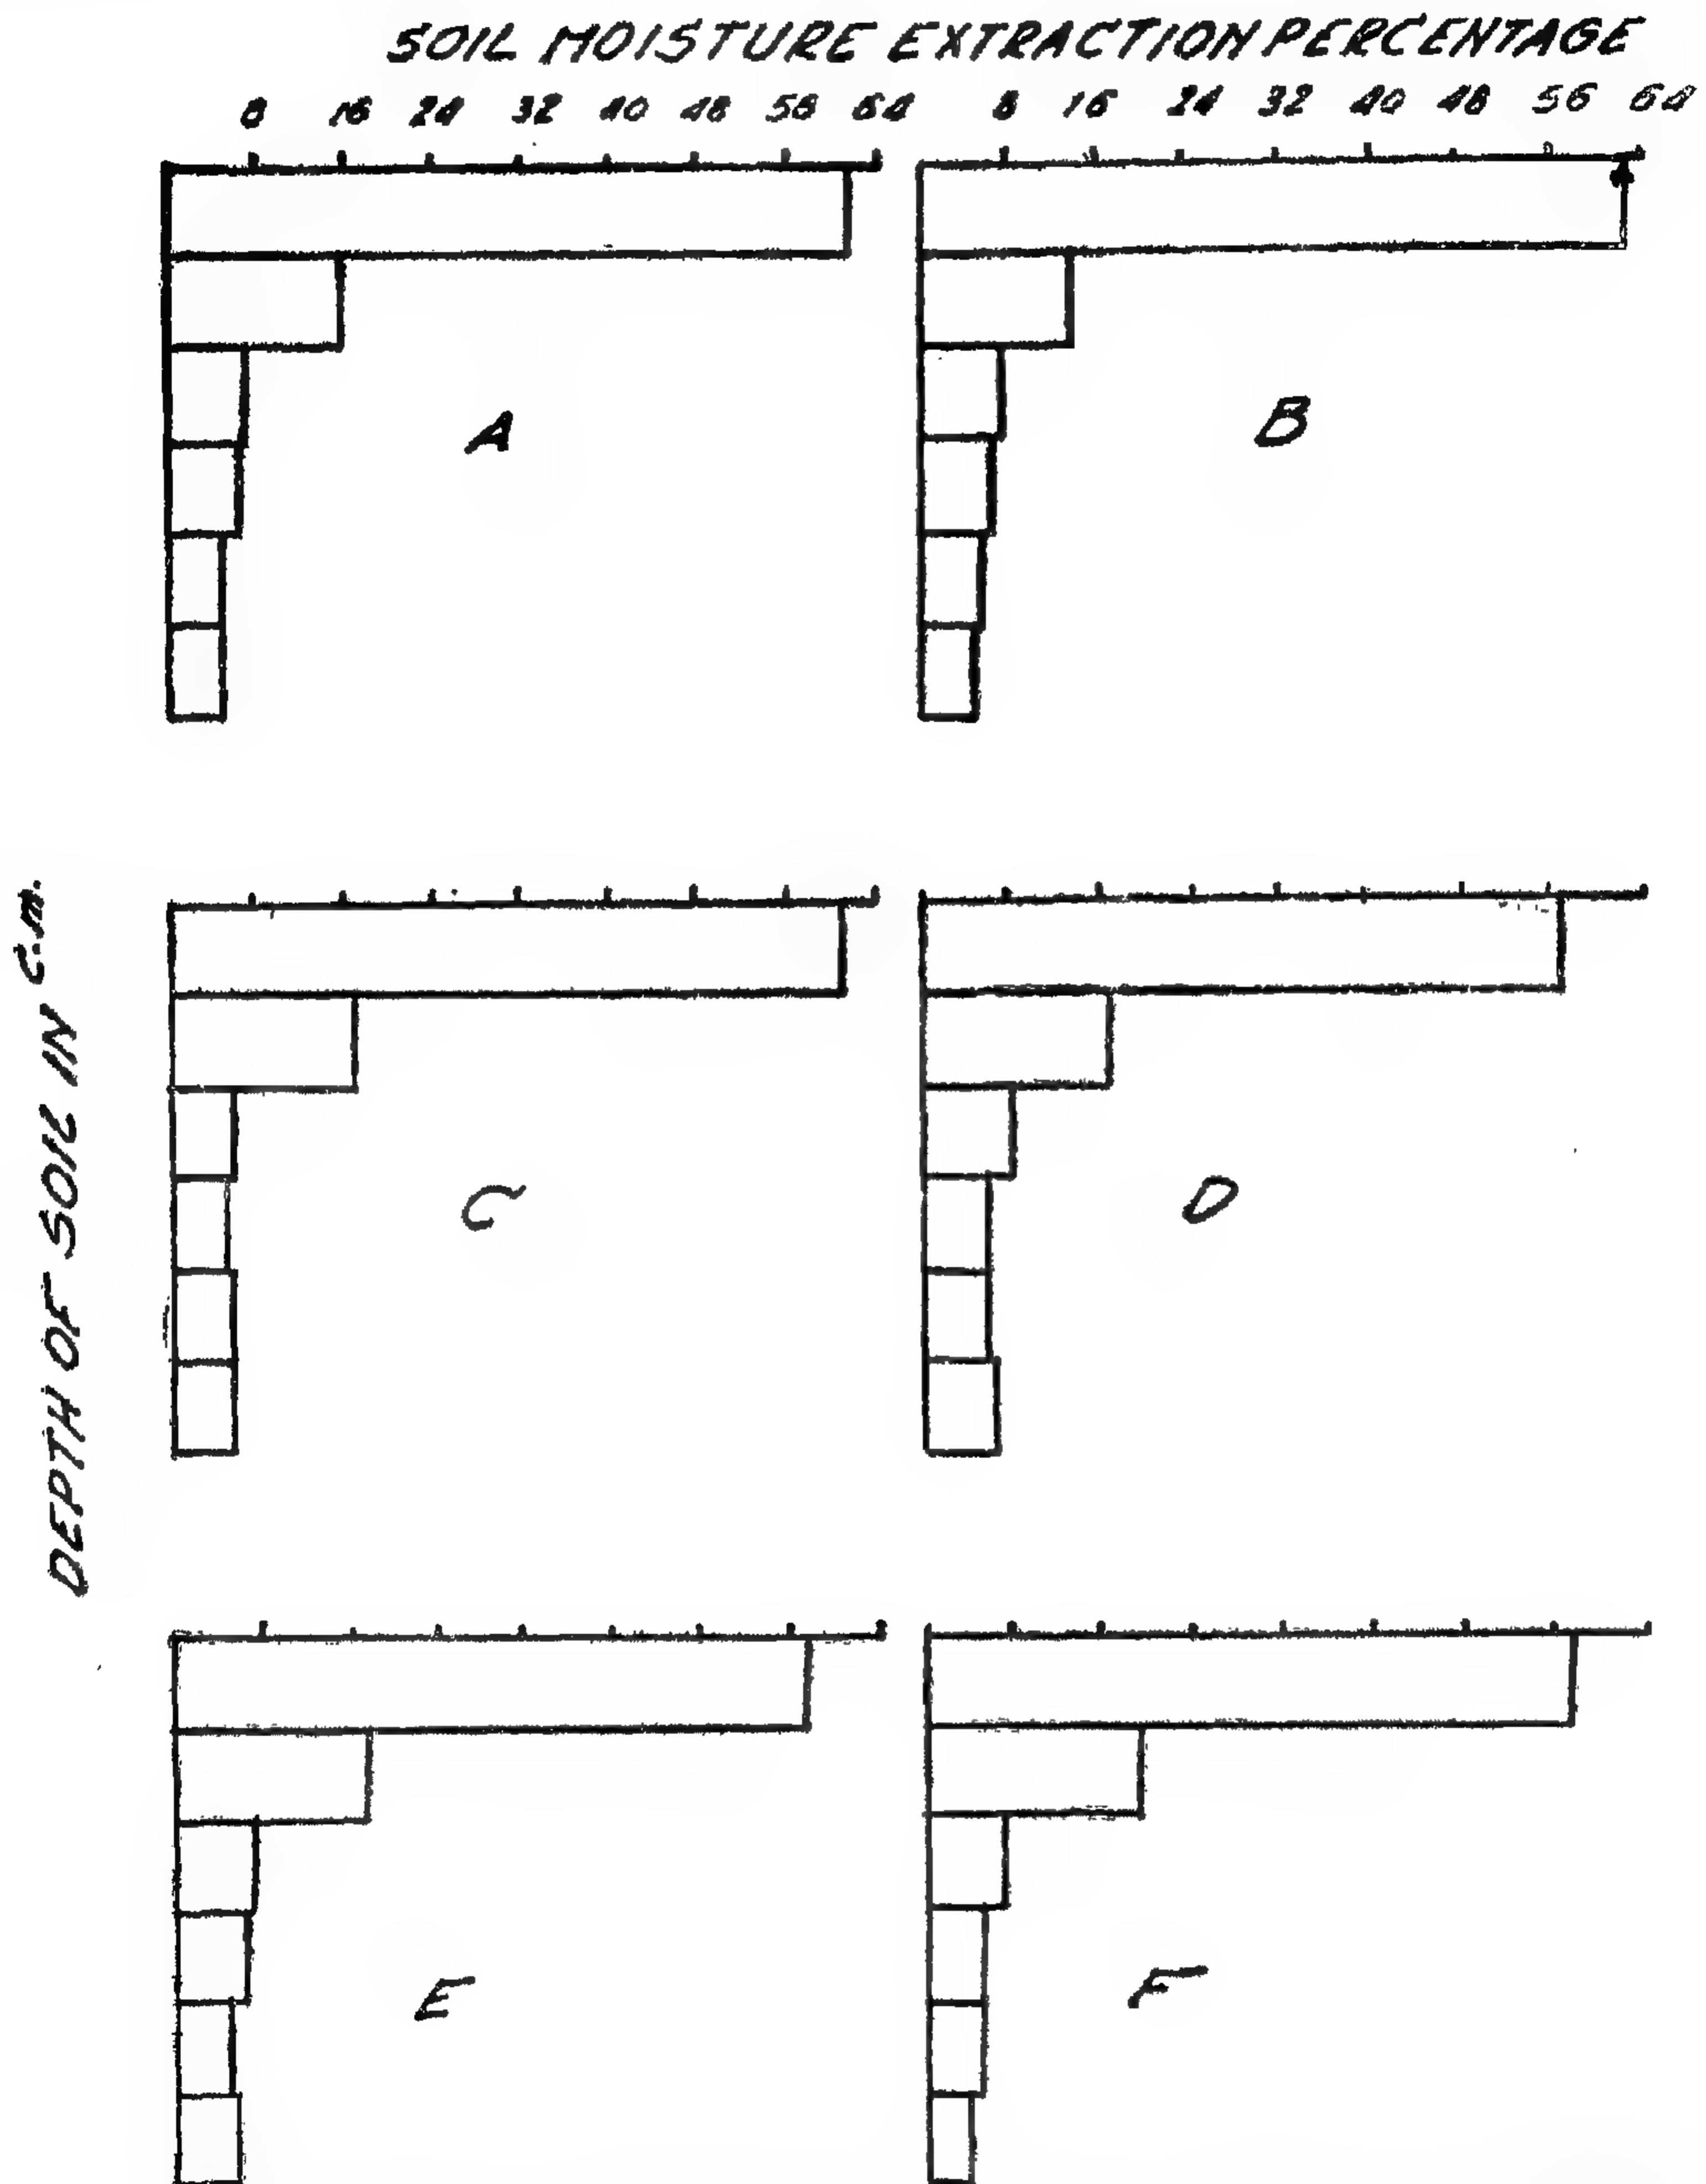 SOIL MOISTURE EXTRACTION PERCENTAGE
8 16 24 32 40 48 56 64 8 16 24 32 40 48 56 64
A
B
DEPTH OF SOIL IN C.M.
C
D
E
F